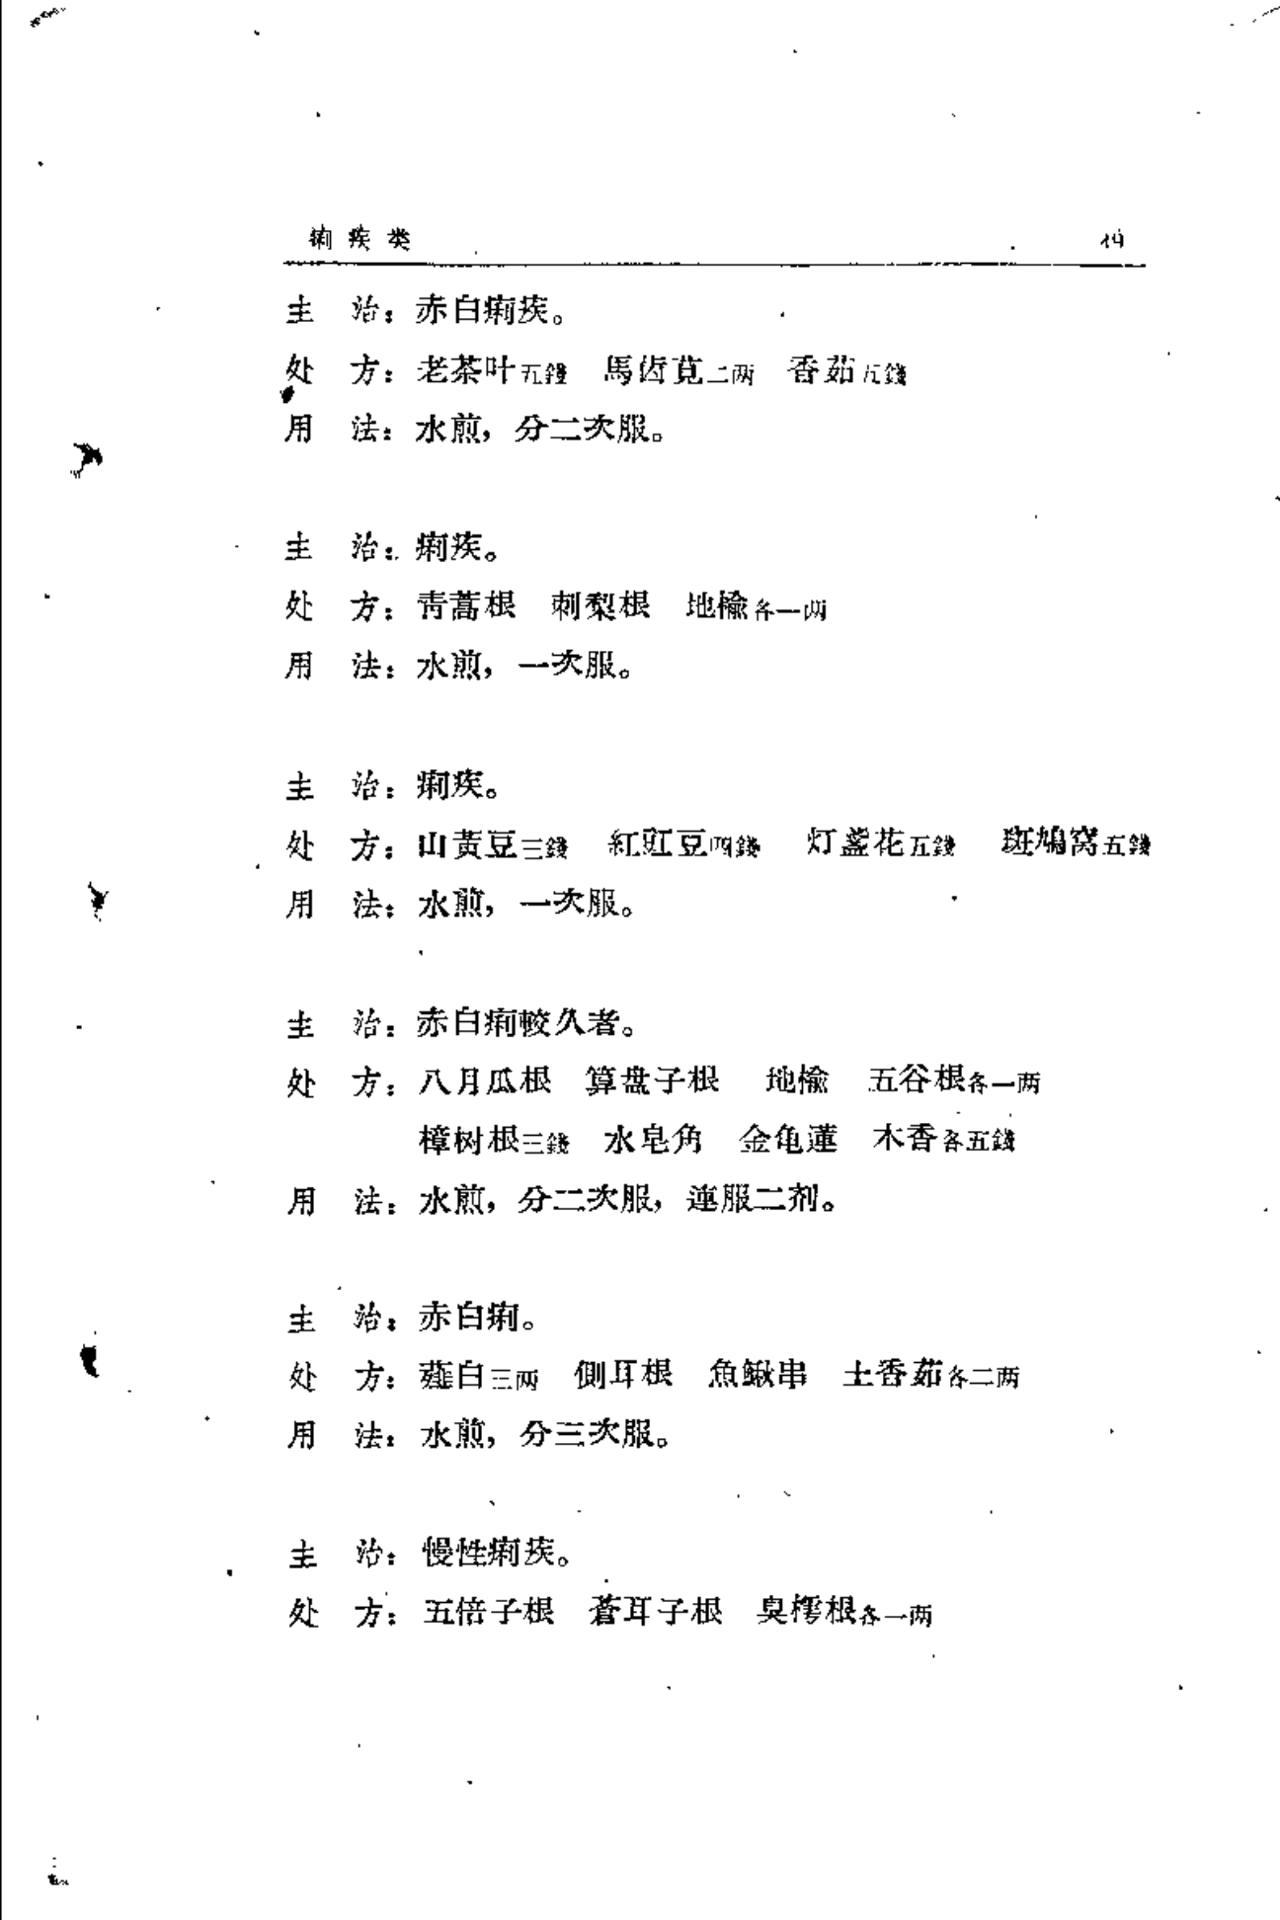 痢疾类
主　治：赤白痢疾。
处　方：老茶叶五錢　馬齿莧二两　香茹五錢
用　法：水煎，分二次服。
主　治：痢疾。
处　方：青蒿根　刺梨根　地榆各一两
用　法：水煎，一次服。
主　治：痢疾。
处　方：山黃豆三錢　紅豇豆四錢　灯盞花五錢　斑鳩窝五錢
用　法：水煎，一次服。
主　治：赤白痢較久者。
处　方：八月瓜根　算盘子根　地榆　五谷根各一两
樟树根三錢　水皂角　金龟蓮　木香各五錢
用　法：水煎，分二次服，連服二剂。
主　治：赤白痢。
处　方：薤白三两　側耳根　魚鰍串　土香茹各二两
用　法：水煎，分三次服。
主　治：慢性痢疾。
处　方：五倍子根　蒼耳子根　臭樗根各一两